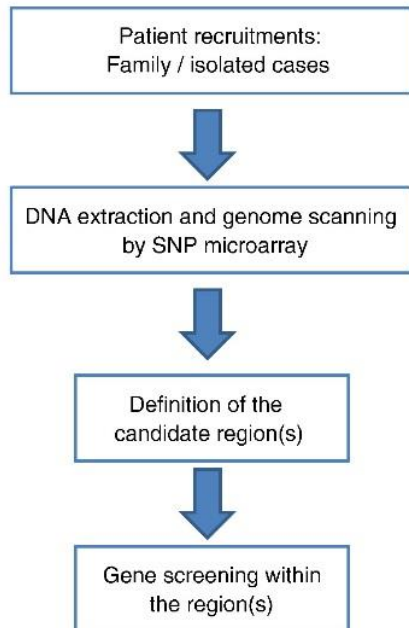 Patient recruitments:
Family / isolated cases
DNA extraction and genome scanning
by SNP microarray
Definition of the
candidate region(s)
Gene screening within
the region(s)